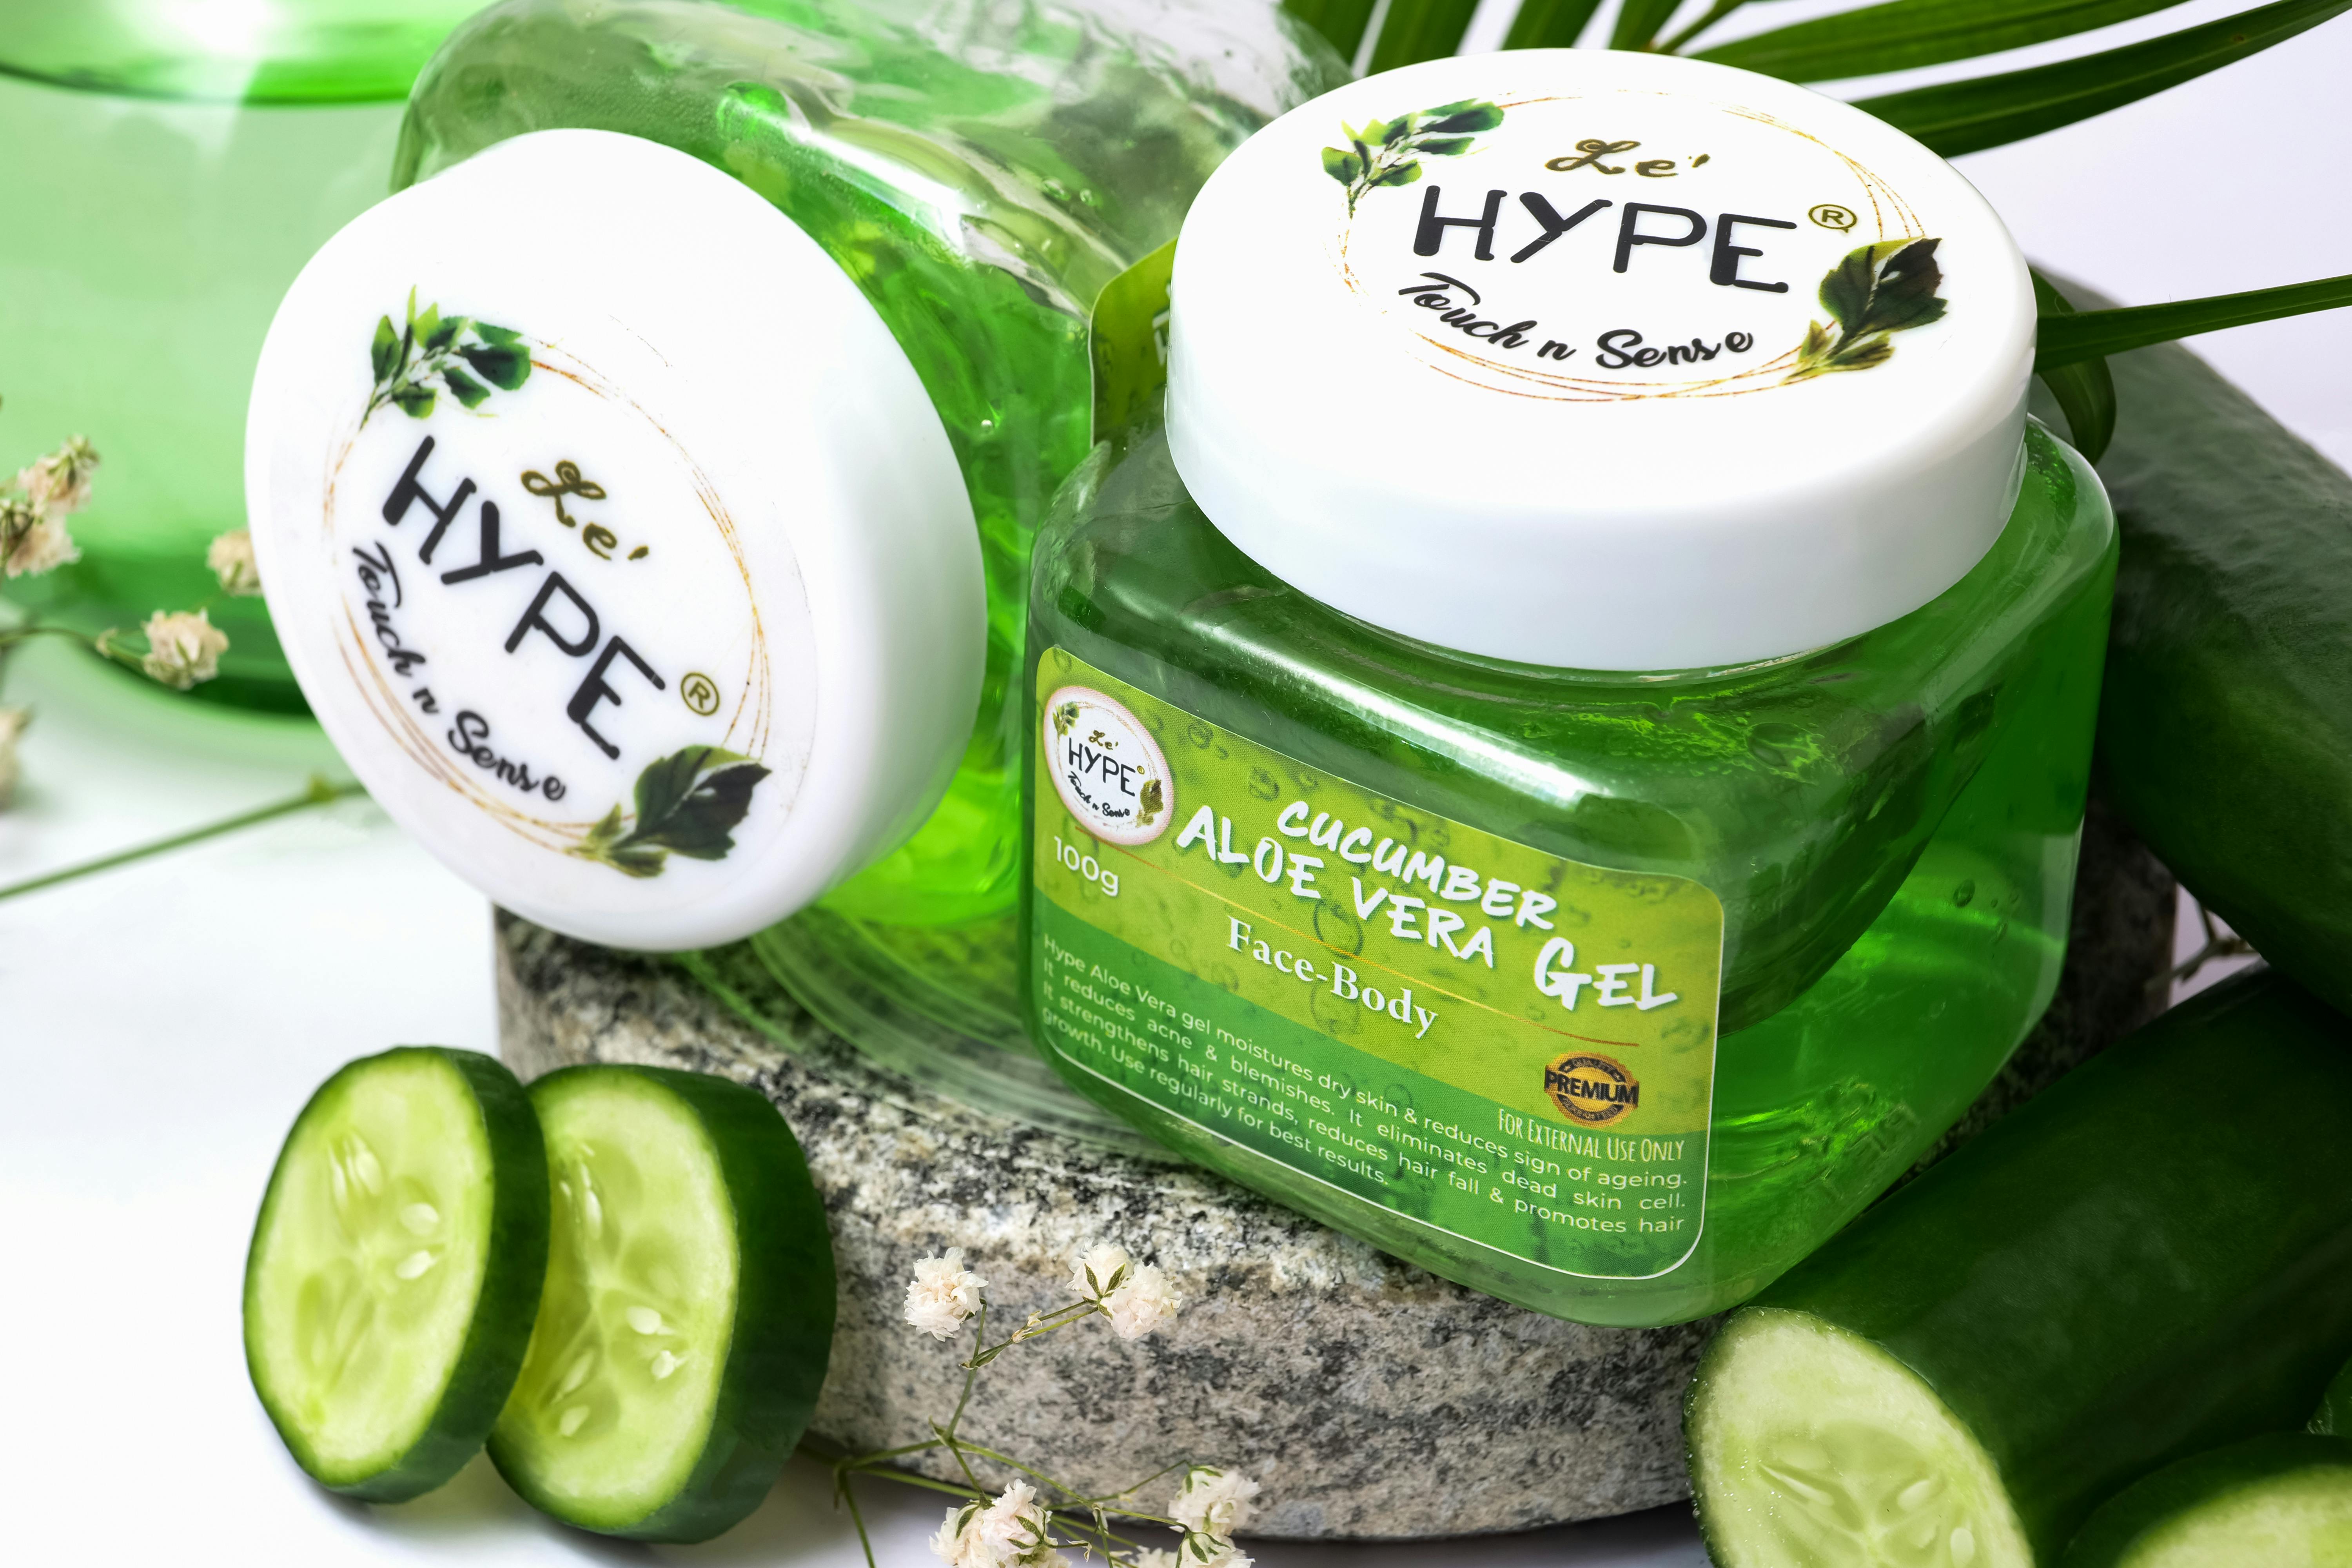 Le'
HYPE®
Touch n Sense
Le'
HYPE®
Touch n Sense
Le'
HYPE®
Touch n Sense
100g
CUCUMBER
ALOE VERA GEL
Face-Body
PREMIUM
FOR EXTERNAL USE ONLY
Hype Aloe Vera gel moistures dry skin & reduces sign of ageing.
It reduces acne & blemishes. It eliminates dead skin cell.
It strengthens hair strands, reduces hair fall & promotes hair
growth. Use regularly for best results.